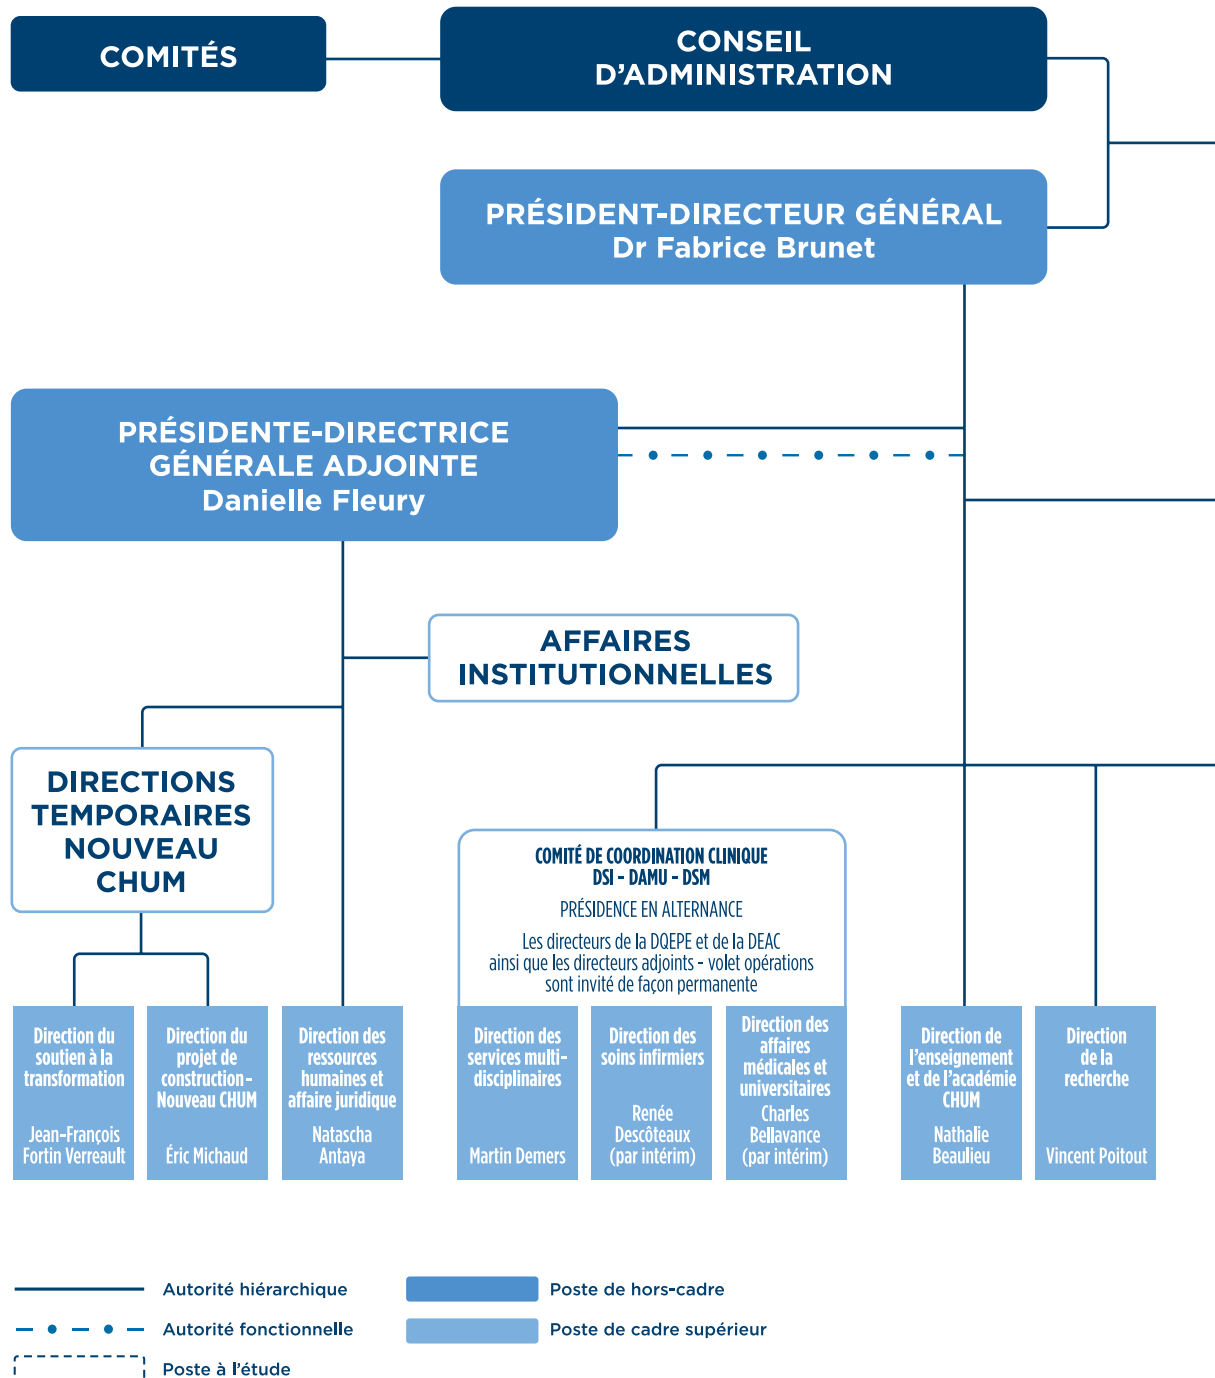 COMITÉS
CONSEIL
D'ADMINISTRATION
PRÉSIDENT-DIRECTEUR GÉNÉRAL
Dr Fabrice Brunet
PRÉSIDENTE-DIRECTRICE
GÉNÉRALE ADJOINTE
Danielle Fleury
AFFAIRES
INSTITUTIONNELLES
DIRECTIONS
TEMPORAIRES
NOUVEAU
CHUM
COMITÉ DE COORDINATION CLINIQUE
DSI - DAMU - DSM
PRÉSIDENCE EN ALTERNANCE
Les directeurs de la DQEPE et de la DEAC
ainsi que les directeurs adjoints - volet opérations
sont invité de façon permanente
Direction du
soutien à la
transformation
Jean-François
Fortin Verreault
Direction du
projet de
construction-
Nouveau CHUM
Éric Michaud
Direction des
ressources
humaines et
affaire juridique
Natascha
Antaya
Direction des
services multi-
disciplinaires
Martin Demers
Direction des
soins infirmiers
Renée
Descôteaux
(par intérim)
Direction des
affaires
médicales et
universitaires
Charles
Bellavance
(par intérim)
Direction de
l'enseignement
et de l'académie
CHUM
Nathalie
Beaulieu
Direction
de la
recherche
Vincent Poitout
Autorité hiérarchique
Autorité fonctionnelle
Poste à l'étude
Poste de hors-cadre
Poste de cadre supérieur